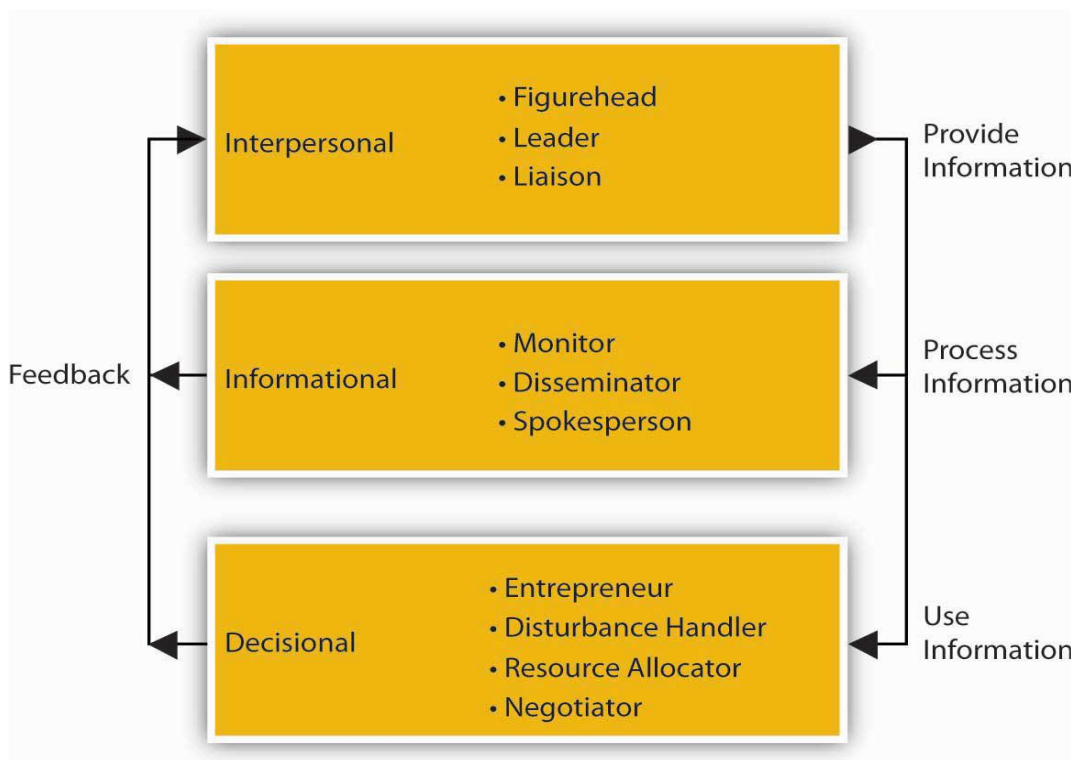 Interpersonal
• Figurehead
• Leader
• Liaison
Provide
Information
Feedback
Informational
• Monitor
• Disseminator
• Spokesperson
Process
Information
Decisional
• Entrepreneur
• Disturbance Handler
• Resource Allocator
• Negotiator
Use
Information